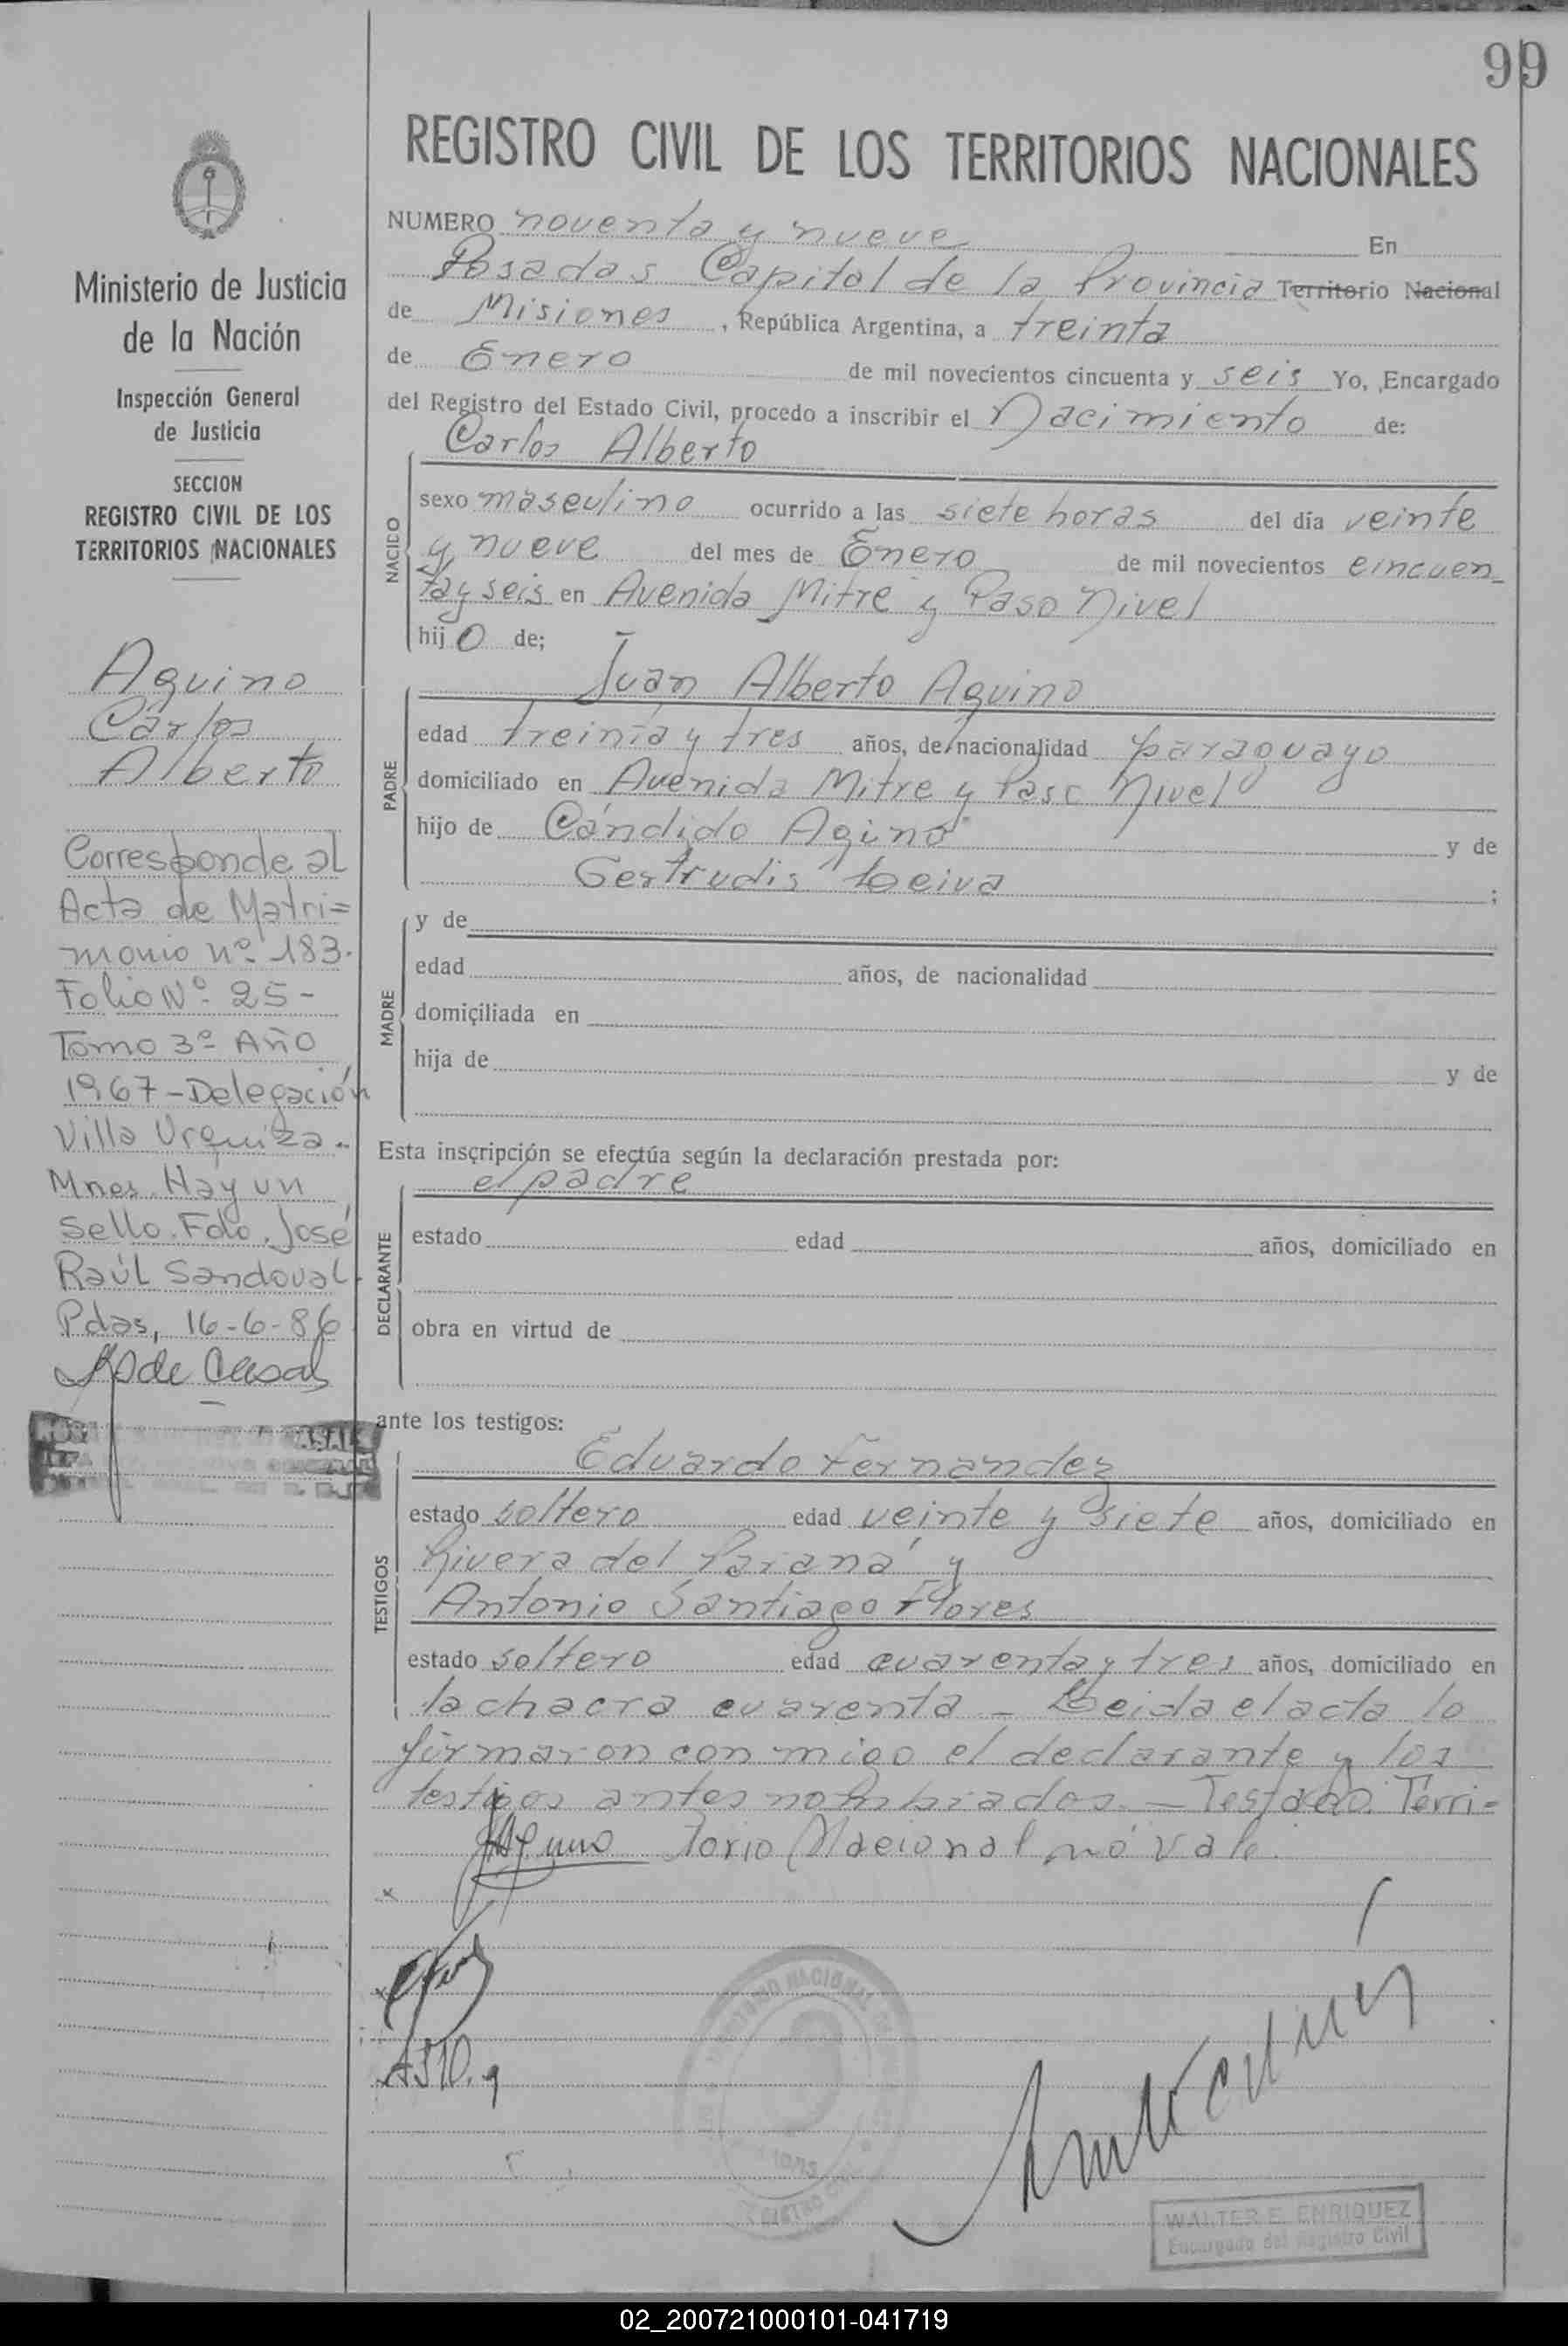 99
REGISTRO CIVIL DE LOS TERRITORIOS NACIONALES
NUMERO noventa y nueve En
Posadas Capital de la Provincia Territorio Nacional
de Misiones, República Argentina, a treinta
de Enero de mil novecientos cincuenta y seis Yo, Encargado
del Registro del Estado Civil, procedo a inscribir el Nacimiento de:
Carlos Alberto
NACIDO
sexo masculino ocurrido a las siete horas del día veinte
y nueve del mes de Enero de mil novecientos cincuen_
ta y seis en Avenida Mitre y Paso Nivel
hijo de;
Juan Alberto Aquino
PADRE
edad treinta y tres años, de nacionalidad paraguayo
domiciliado en Avenida Mitre y Paso Nivel
hijo de Cándido Aqino y de
Gertrudis Leiva ;
MADRE
y de
edad años, de nacionalidad
domiciliada en
hija de y de
Esta inscripción se efectúa según la declaración prestada por:
el padre
DECLARANTE
estado edad años, domiciliado en
obra en virtud de
ante los testigos:
Eduardo Fernandez
TESTIGOS
estado soltero edad veinte y siete años, domiciliado en
Rivera del Paraná y
Antonio Santiago Flores
estado soltero edad cuarenta y tres años, domiciliado en
la chacra cuarenta - Leida el acta lo
firmaron con migo el declarante y los
testigos antes nombrados. - Testado: Terri=
torio Nacional no vale.
Ministerio de Justicia
de la Nación
Inspección General
de Justicia
SECCION
REGISTRO CIVIL DE LOS
TERRITORIOS NACIONALES
Aquino
Carlos
Alberto
Corresponde al
Acta de Matri=
monio nº 183.
Folio Nº 25-
Tomo 3º Año
1967 - Delegación
Villa Urquiza.
Mnes. Hay un
Sello. Fdo. José
Raúl Sandoval.
Pdas, 16-6-86
de Casals
WALTER E. ENRIQUEZ
Encargado del Registro Civil
02_200721000101-041719